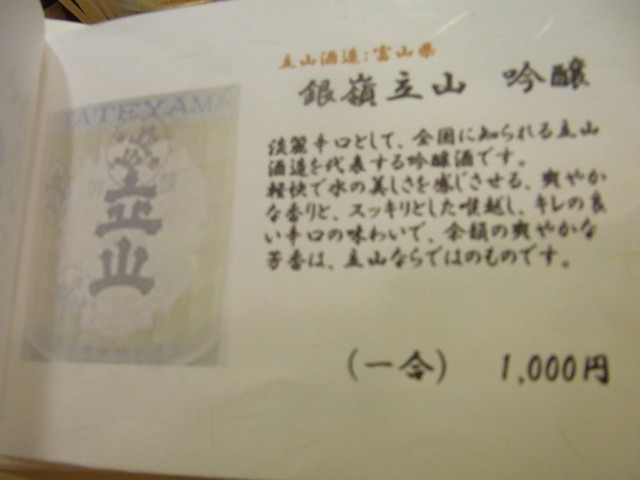 TATEYAMA
立山
立山酒造:富山県
銀嶺立山 吟醸
淡麗辛口として、全国に知られる立山
酒造を代表する吟醸酒です。
軽快で水の美しさを感じさせる、爽やか
な香りと、スッキリとした喉越し、キレの良
い辛口の味わいで、余韻の爽やかな
芳香は、立山ならではのものです。
(一合) 1,000円